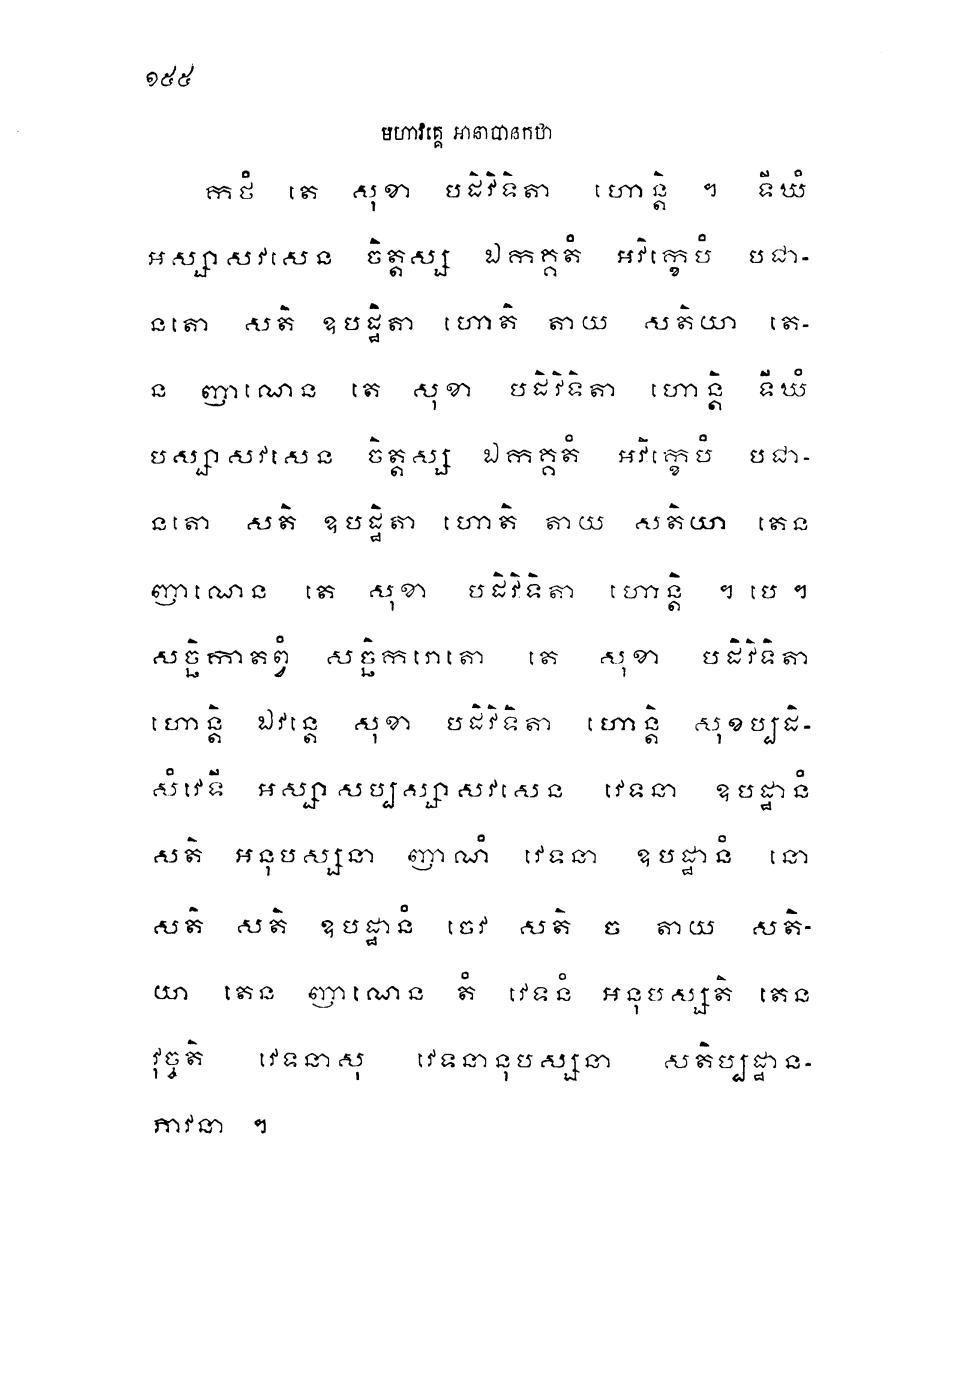 ១៥៥
មហាវគ្គេ អានាបានកថា
កថំ តេ សុខា បដិវិទិតា ហោន្តិ ។ ទីឃំ
អស្សាសវសេន ចិត្តស្ស ឯកគ្គតំ អវិក្ខេបំ បជា-
នតោ សតិ ឧបដ្ឋិតា ហោតិ តាយ សតិយា តេ-
ន ញាណេន តេ សុខា បដិវិទិតា ហោន្តិ ទីឃំ
បស្សាសវសេន ចិត្តស្ស ឯកគ្គតំ អវិក្ខេបំ បជា-
នតោ សតិ ឧបដ្ឋិតា ហោតិ តាយ សតិយា តេន
ញាណេន តេ សុខា បដិវិទិតា ហោន្តិ ។ បេ ។
សច្ឆិកាតព្វំ សច្ឆិករោតោ តេ សុខា បដិវិទិតា
ហោន្តិ ឯវន្តេ សុខា បដិវិទិតា ហោន្តិ សុខប្បដិ-
សំវេទី អស្សាសប្បស្សាសវសេន វេទនា ឧបដ្ឋានំ
សតិ អនុបស្សនា ញាណំ វេទនា ឧបដ្ឋានំ នោ
សតិ សតិ ឧបដ្ឋានំ ចេវ សតិ ច តាយ សតិ-
យា តេន ញាណេន តំ វេទនំ អនុបស្សតិ តេន
វុច្ចតិ វេទនាសុ វេទនានុបស្សនា សតិប្បដ្ឋាន-
ភាវនា ។